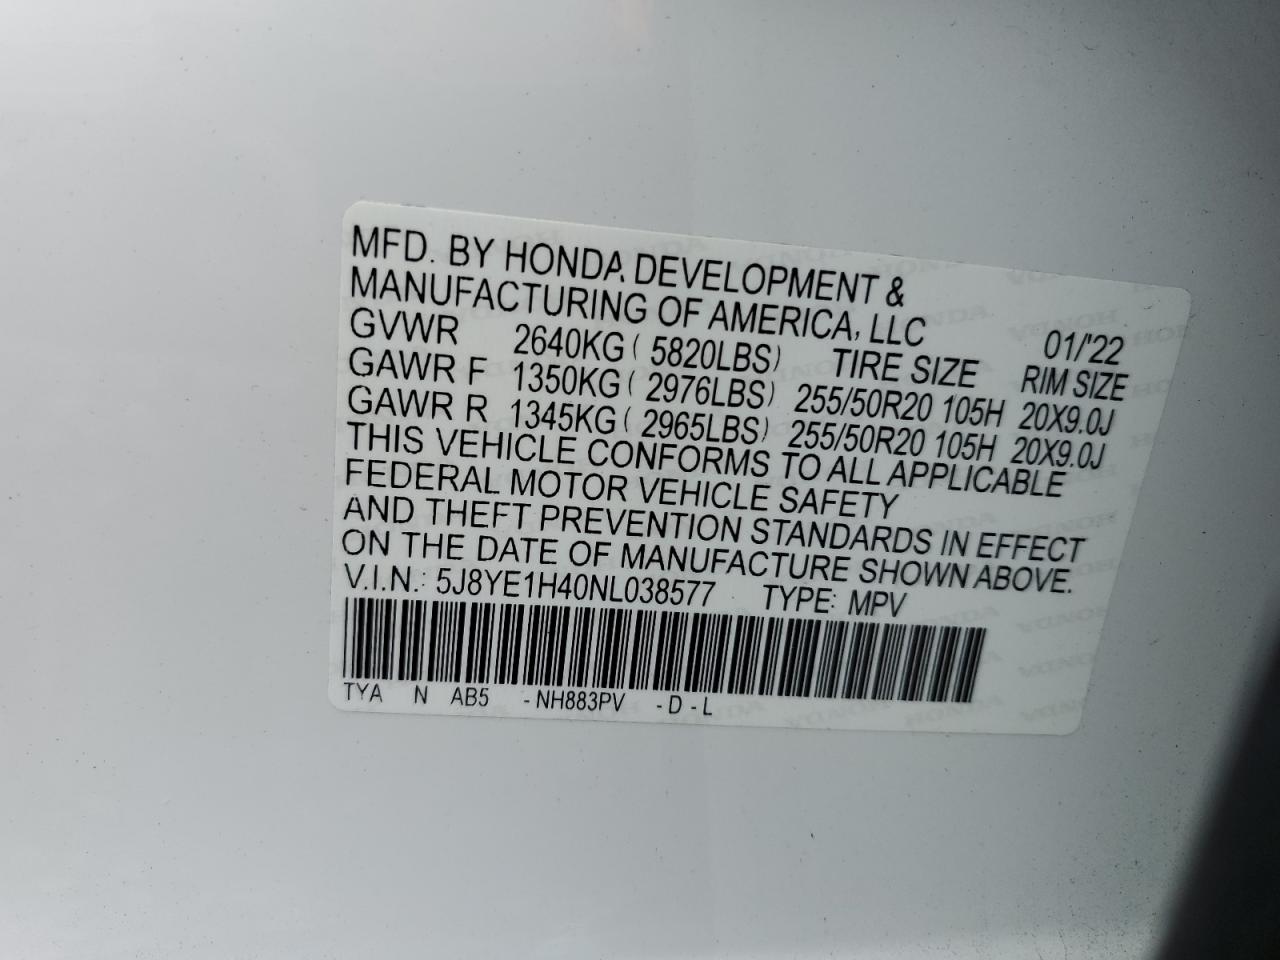 MFD. BY HONDA DEVELOPMENT &
MANUFACTURING OF AMERICA, LLC 01/'22
GVWR 2640KG ( 5820LBS) TIRE SIZE RIM SIZE
GAWR F 1350KG ( 2976LBS) 255/50R20 105H 20X9.0J
GAWR R 1345KG ( 2965LBS) 255/50R20 105H 20X9.0J
THIS VEHICLE CONFORMS TO ALL APPLICABLE
FEDERAL MOTOR VEHICLE SAFETY
AND THEFT PREVENTION STANDARDS IN EFFECT
ON THE DATE OF MANUFACTURE SHOWN ABOVE.
V.I.N.: 5J8YE1H40NL038577 TYPE: MPV
TYA N AB5 -NH883PV -D-L